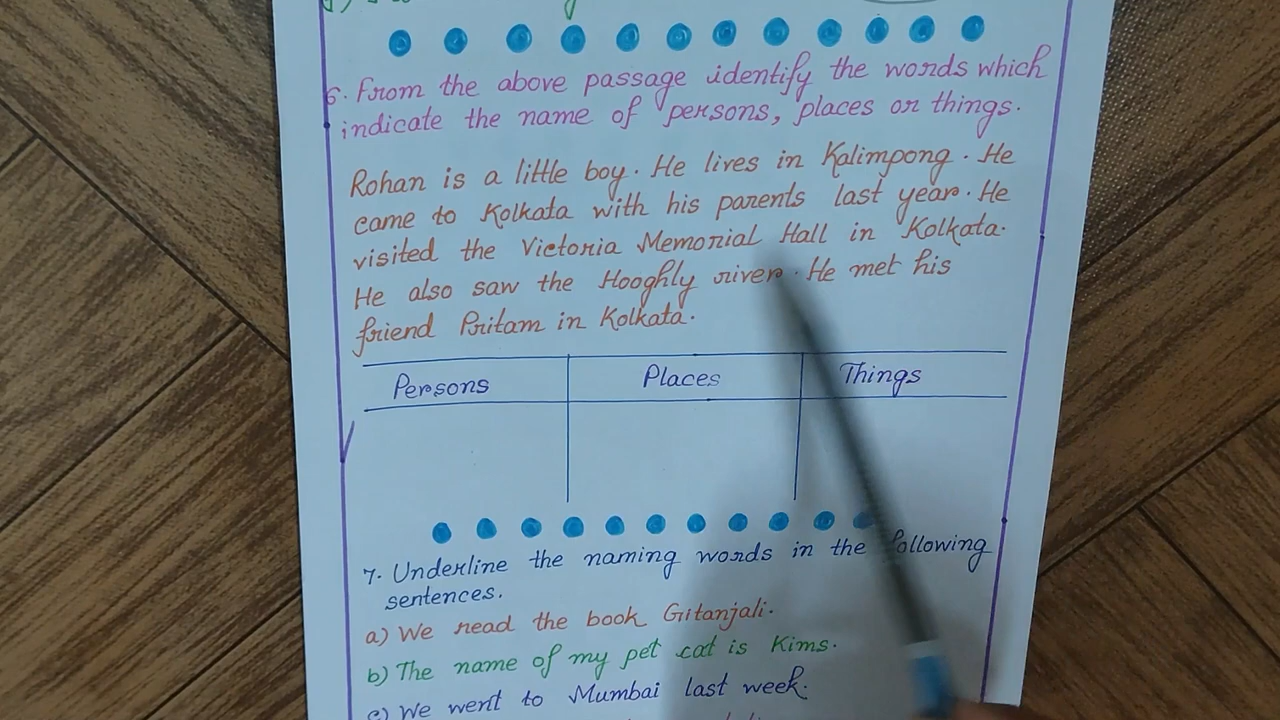 6. From the above passage identify the words which
indicate the name of persons, places or things.
Rohan is a little boy. He lives in Kalimpong. He
came to Kolkata with his parents last year. He
visited the Victoria Memorial Hall in Kolkata.
He also saw the Hooghly river. He met his
friend Pritam in Kolkata.
Persons Places Things
7. Underline the naming words in the following
sentences.
a) We read the book Gitanjali.
b) The name of my pet cat is Kims.
c) We went to Mumbai last week.